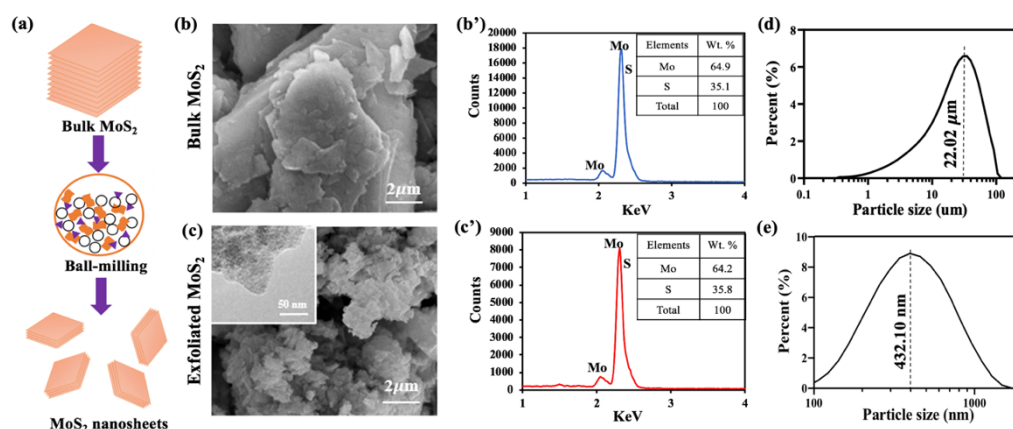 (a)
Bulk MoS₂
Ball-milling
MoS₂ nanosheets
(b)
Bulk MoS₂
2μm
(c)
Exfoliated MoS₂
50 nm
2μm
(b')
Counts
20000
18000
16000
14000
12000
10000
8000
6000
4000
2000
0
Mo
S
Mo
Elements Wt. %
Mo 64.9
S 35.1
Total 100
1 2 3 4
KeV
(c')
Counts
9000
8000
7000
6000
5000
4000
3000
2000
1000
0
Mo
S
Mo
Elements Wt. %
Mo 64.2
S 35.8
Total 100
1 2 3 4
KeV
(d)
Percent (%)
8
6
4
2
0
22.02 μm
0.1 1 10 100
Particle size (um)
(e)
Percent (%)
10
8
6
4
2
0
432.10 nm
100 1000
Particle size (nm)